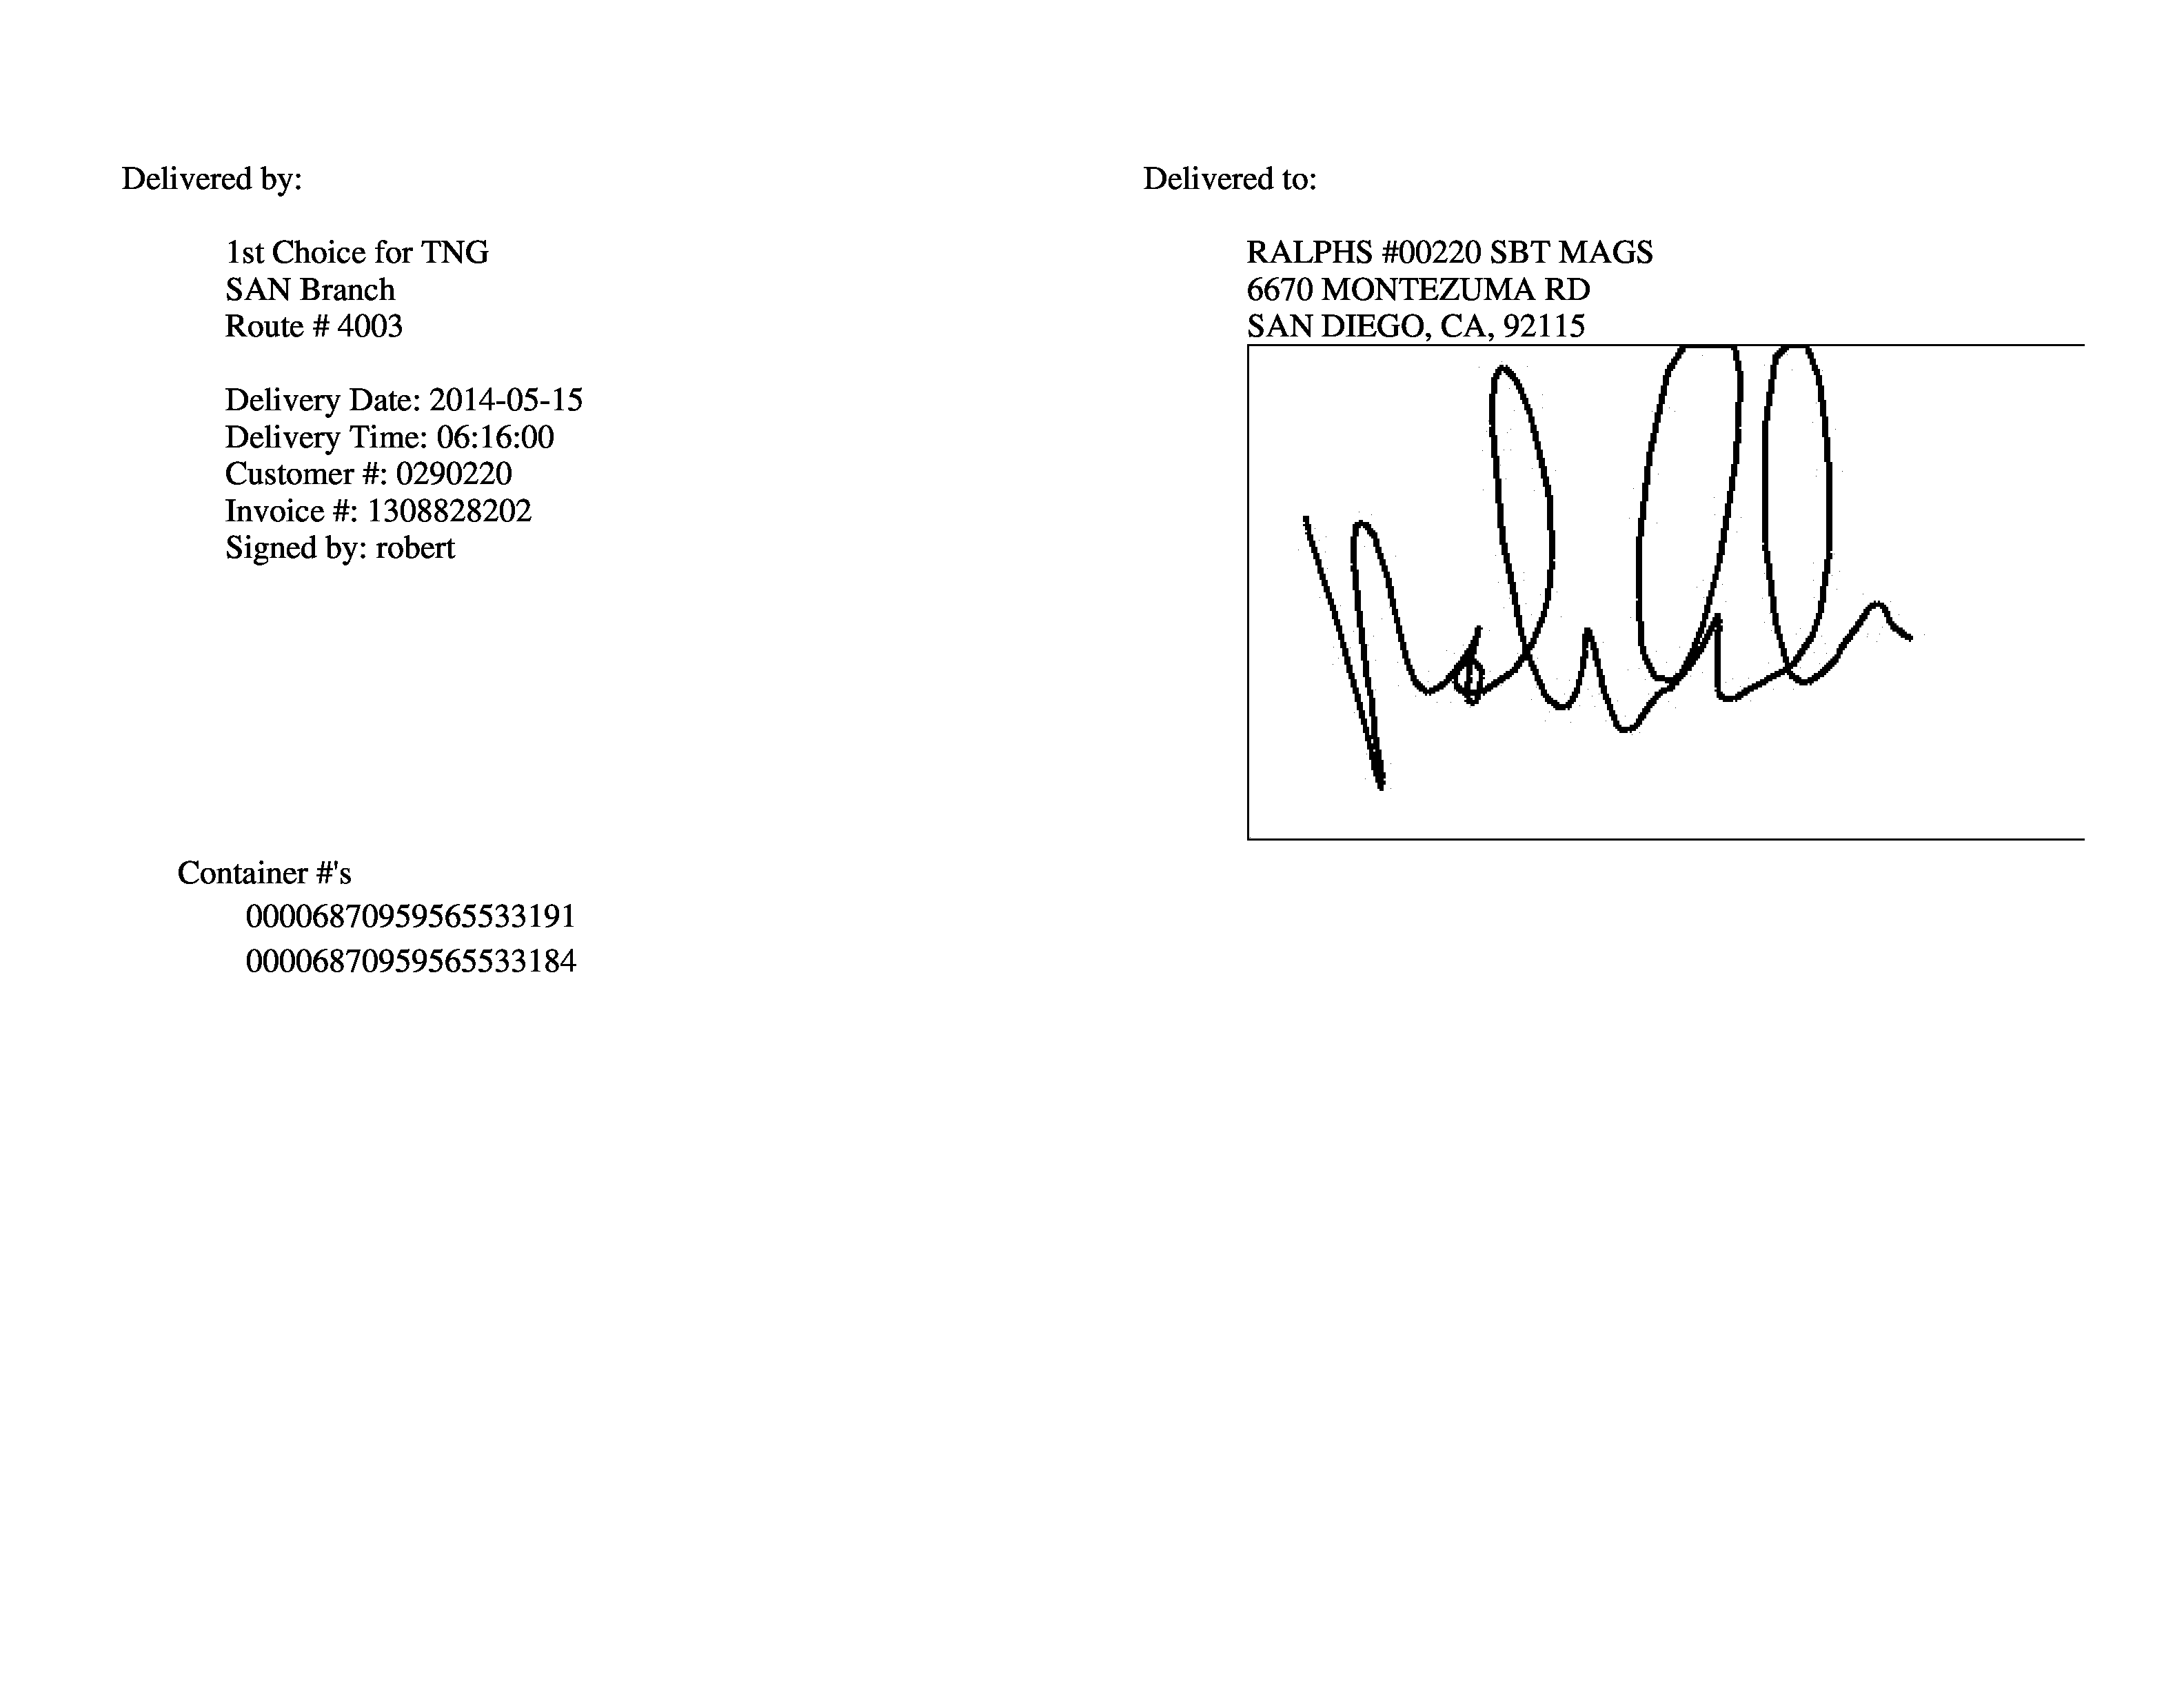 Delivered by:
1st Choice for TNG
SAN Branch
Route # 4003
Delivery Date: 2014-05-15
Delivery Time: 06:16:00
Customer #: 0290220
Invoice #: 1308828202
Signed by: robert
Delivered to:
RALPHS #00220 SBT MAGS
6670 MONTEZUMA RD
SAN DIEGO, CA, 92115
Container #'s
00006870959565533191
00006870959565533184